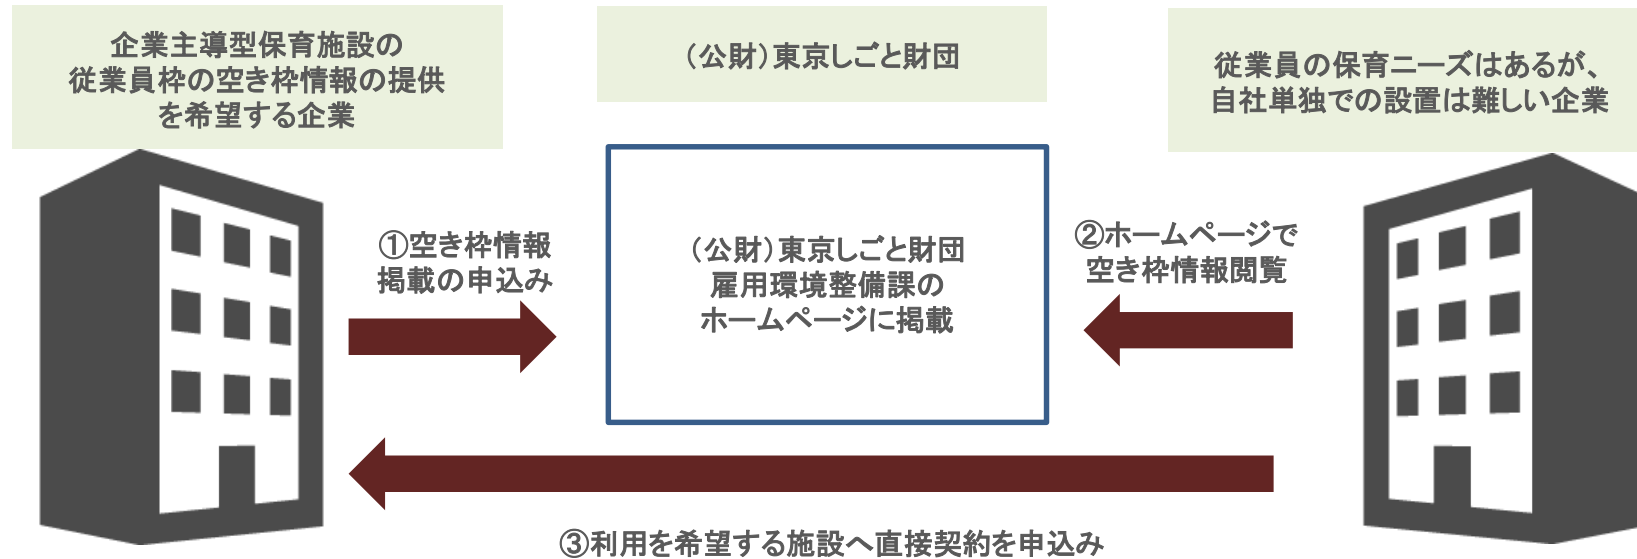 企業主導型保育施設の
従業員枠の空き枠情報の提供
を希望する企業
（公財）東京しごと財団
従業員の保育ニーズはあるが、
自社単独での設置は難しい企業
①空き枠情報
掲載の申込み
（公財）東京しごと財団
雇用環境整備課の
ホームページに掲載
②ホームページで
空き枠情報閲覧
③利用を希望する施設へ直接契約を申込み